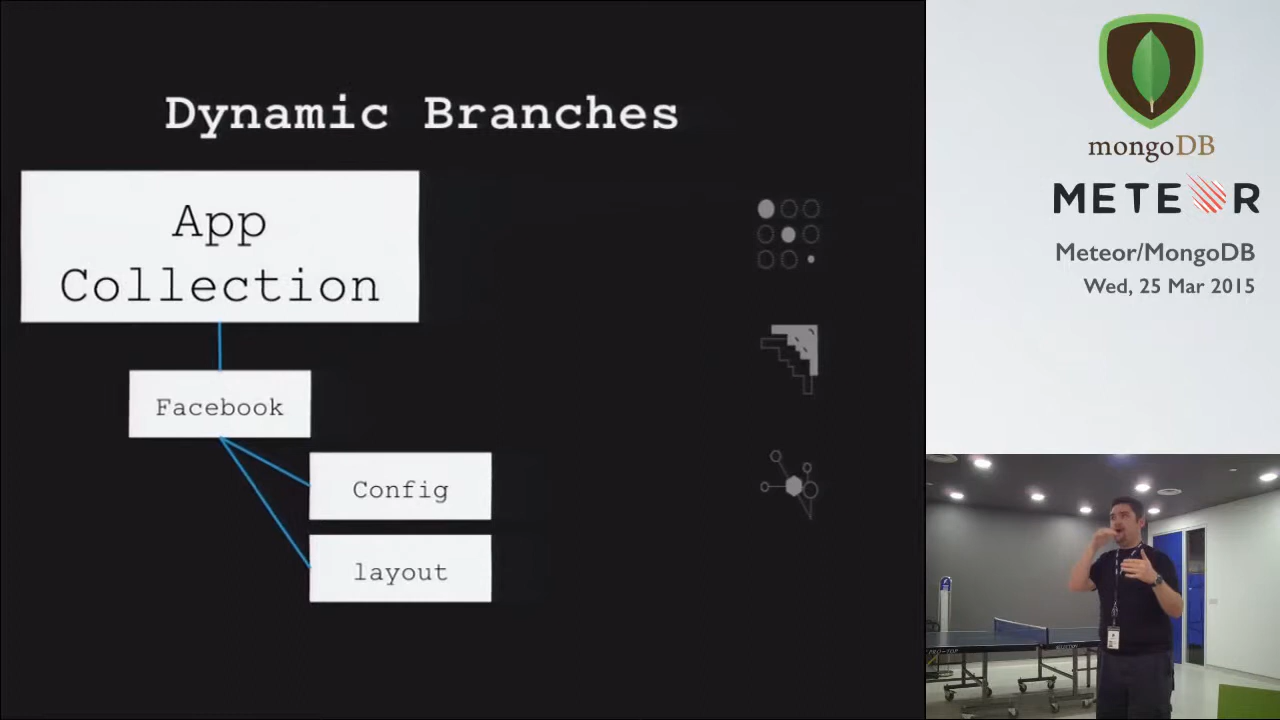 Dynamic Branches
App
Collection
Facebook
Config
layout
mongoDB
METEOR
Meteor/MongoDB
Wed, 25 Mar 2015